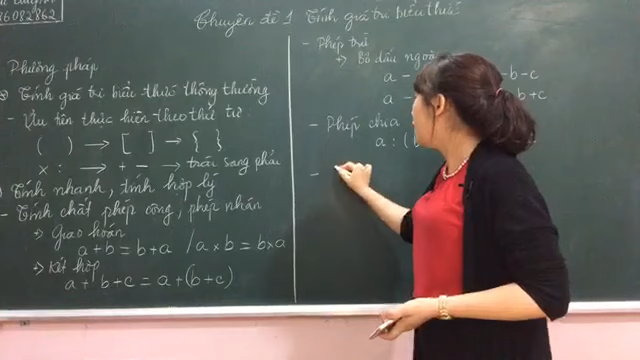 86082862
Chuyên đề 1 Tính giá trị biểu thức
Phương pháp
Tính giá trị biểu thức thông thường
- Ưu tiên thực hiện theo thứ tự
( ) → [ ] → { }
× : → + - → trái sang phải
Tính nhanh, tính hợp lý
- Tính chất phép cộng, phép nhân
↪ Giao hoán
a + b = b + a / a × b = b × a
↪ Kết hợp
a + b + c = a + (b + c)
- Phép trừ
↪ Bỏ dấu ngoặc
a - - b - c
a - b + c
- Phép chia
a : (
-